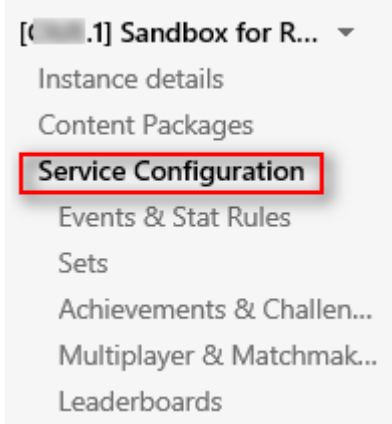 [ .1] Sandbox for R...
Instance details
Content Packages
Service Configuration
Events & Stat Rules
Sets
Achievements & Challen...
Multiplayer & Matchmak...
Leaderboards